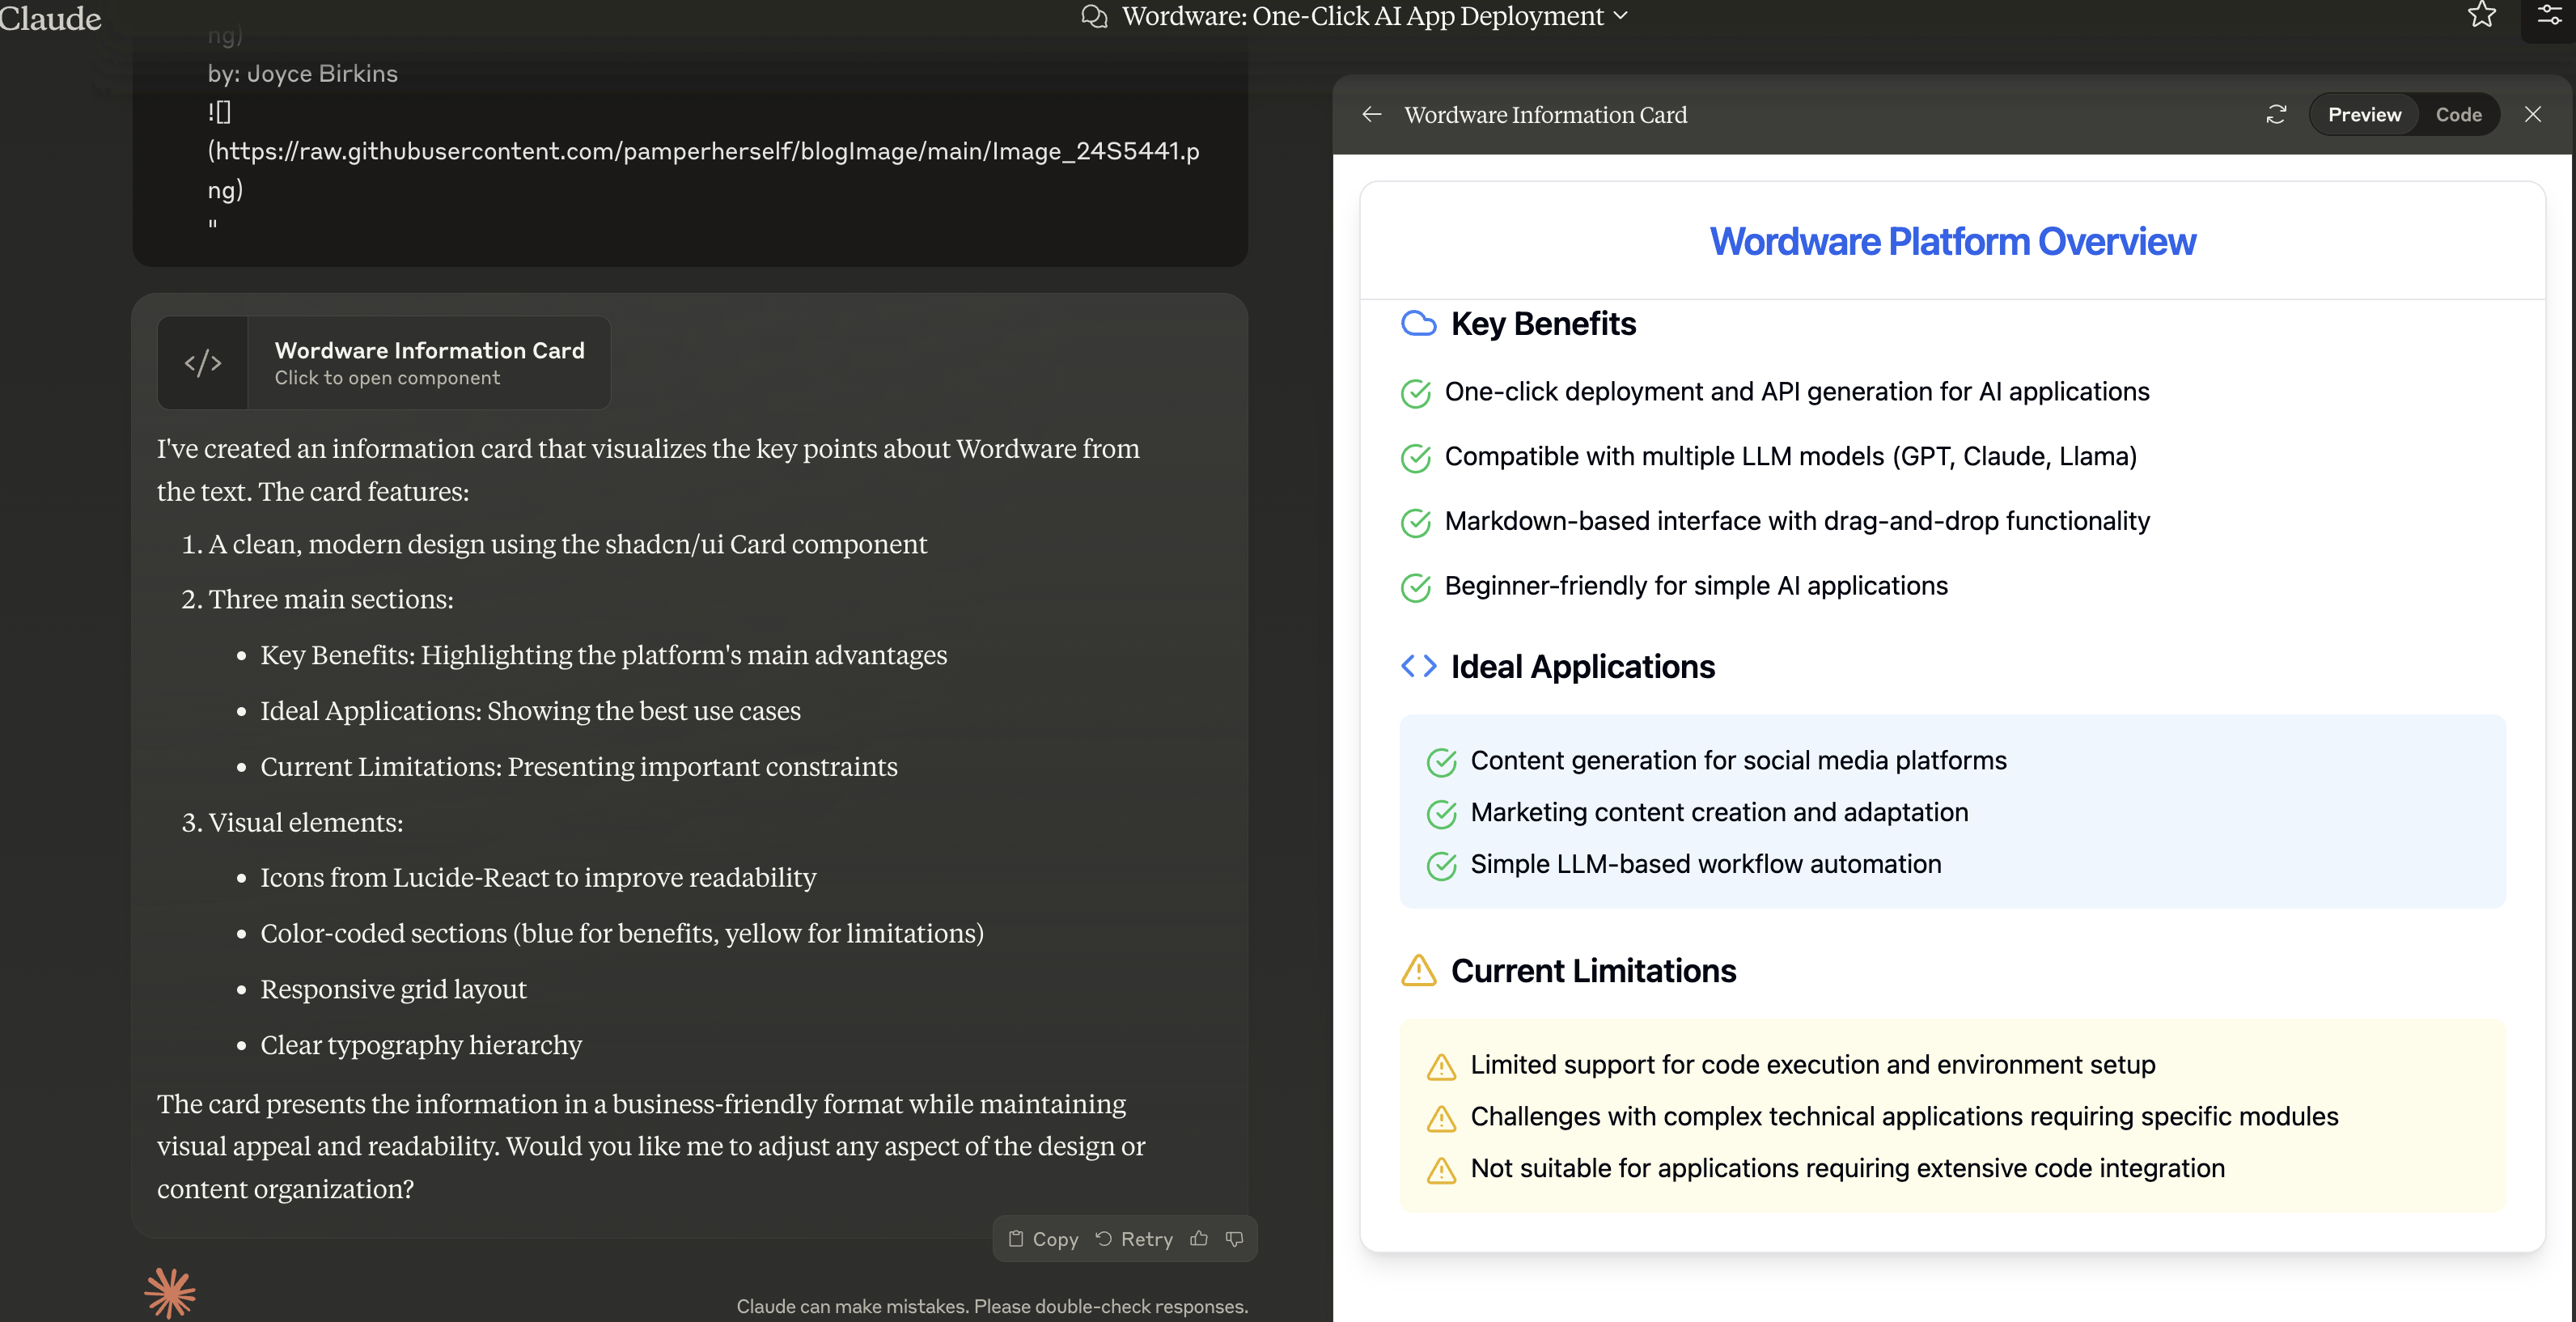 Claude
Wordware: One-Click AI App Deployment
ng)
by: Joyce Birkins
![]
(https://raw.githubusercontent.com/pamperherself/blogImage/main/Image_24S5441.p
ng)
"
Wordware Information Card
Click to open component
I've created an information card that visualizes the key points about Wordware from
the text. The card features:
1. A clean, modern design using the shadcn/ui Card component
2. Three main sections:
• Key Benefits: Highlighting the platform's main advantages
• Ideal Applications: Showing the best use cases
• Current Limitations: Presenting important constraints
3. Visual elements:
• Icons from Lucide-React to improve readability
• Color-coded sections (blue for benefits, yellow for limitations)
• Responsive grid layout
• Clear typography hierarchy
The card presents the information in a business-friendly format while maintaining
visual appeal and readability. Would you like me to adjust any aspect of the design or
content organization?
Copy Retry
Claude can make mistakes. Please double-check responses.
Wordware Information Card
Preview Code
Wordware Platform Overview
Key Benefits
One-click deployment and API generation for AI applications
Compatible with multiple LLM models (GPT, Claude, Llama)
Markdown-based interface with drag-and-drop functionality
Beginner-friendly for simple AI applications
Ideal Applications
Content generation for social media platforms
Marketing content creation and adaptation
Simple LLM-based workflow automation
Current Limitations
Limited support for code execution and environment setup
Challenges with complex technical applications requiring specific modules
Not suitable for applications requiring extensive code integration